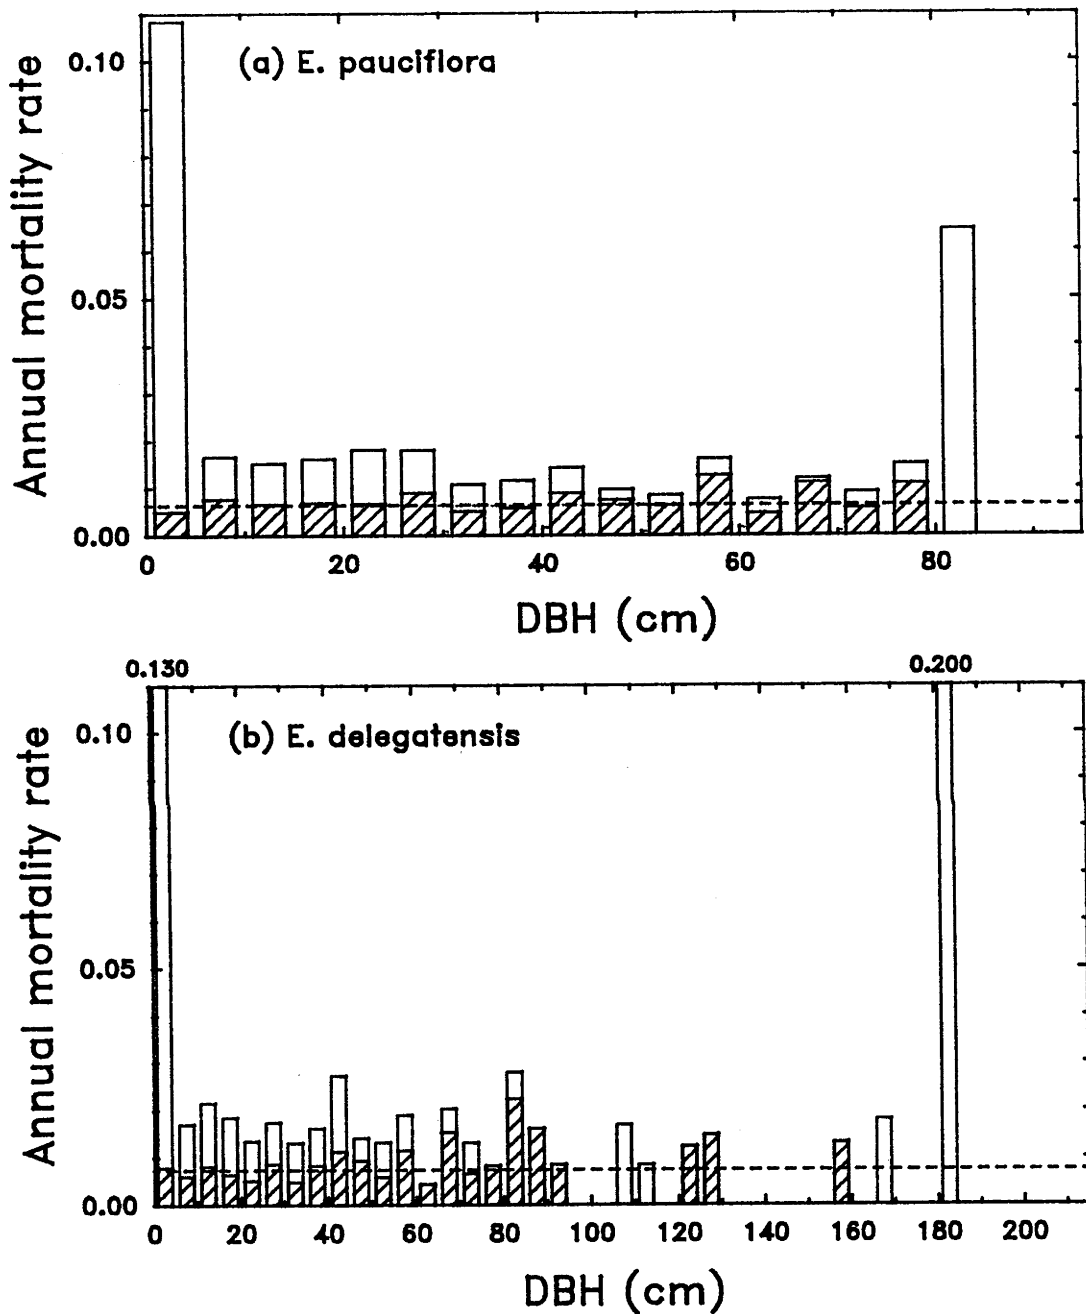 (a) E. pauciflora
Annual mortality rate
0.10
0.05
0.00
0 20 40 60 80
DBH (cm)
0.130 0.200
(b) E. delegatensis
Annual mortality rate
0.10
0.05
0.00
0 20 40 60 80 100 120 140 160 180 200
DBH (cm)